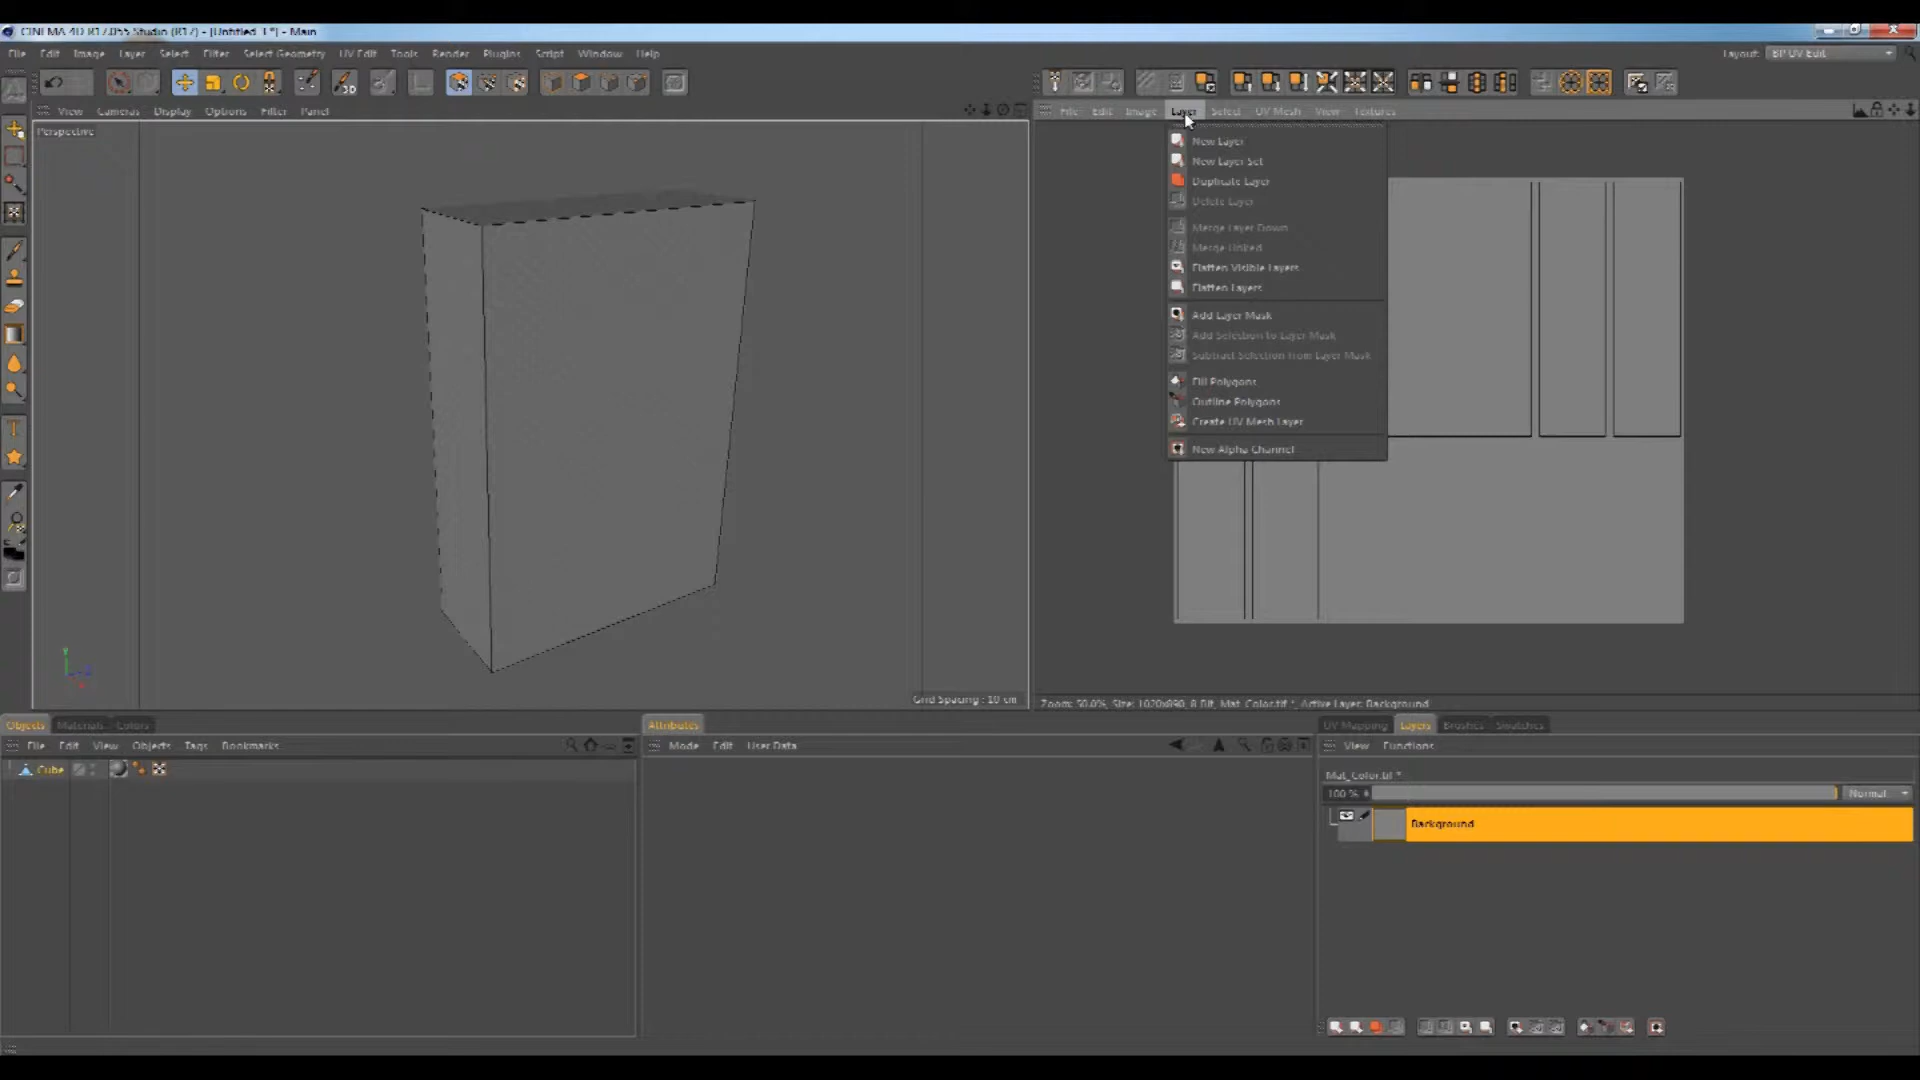 CINEMA 4D R17.055 Studio (R17) - [Untitled 1 *] - Main
File Edit Image Layer Select Filter Select Geometry UV Edit Tools Render Plugins Script Window Help
Layout: BP UV Edit
View Cameras Display Options Filter Panel
File Edit Image Layer Select UV Mesh View Textures
Perspective
New Layer
New Layer Set
Duplicate Layer
Delete Layer
Merge Layer Down
Merge Linked
Flatten Visible Layers
Flatten Layers
Add Layer Mask
Add Selection to Layer Mask
Subtract Selection from Layer Mask
Fill Polygons
Outline Polygons
Create UV Mesh Layer
New Alpha Channel
Y
Grid Spacing : 10 cm
Zoom: 50.0%, Size: 1020x890, 8 Bit, Mat_Color.tif *, Active Layer: Background
Objects Materials Colors
Attributes
UV Mapping Layers Brushes Swatches
File Edit View Objects Tags Bookmarks
Mode Edit User Data
View Functions
Cube
Mat_Color.tif *
100 %
Normal
Background